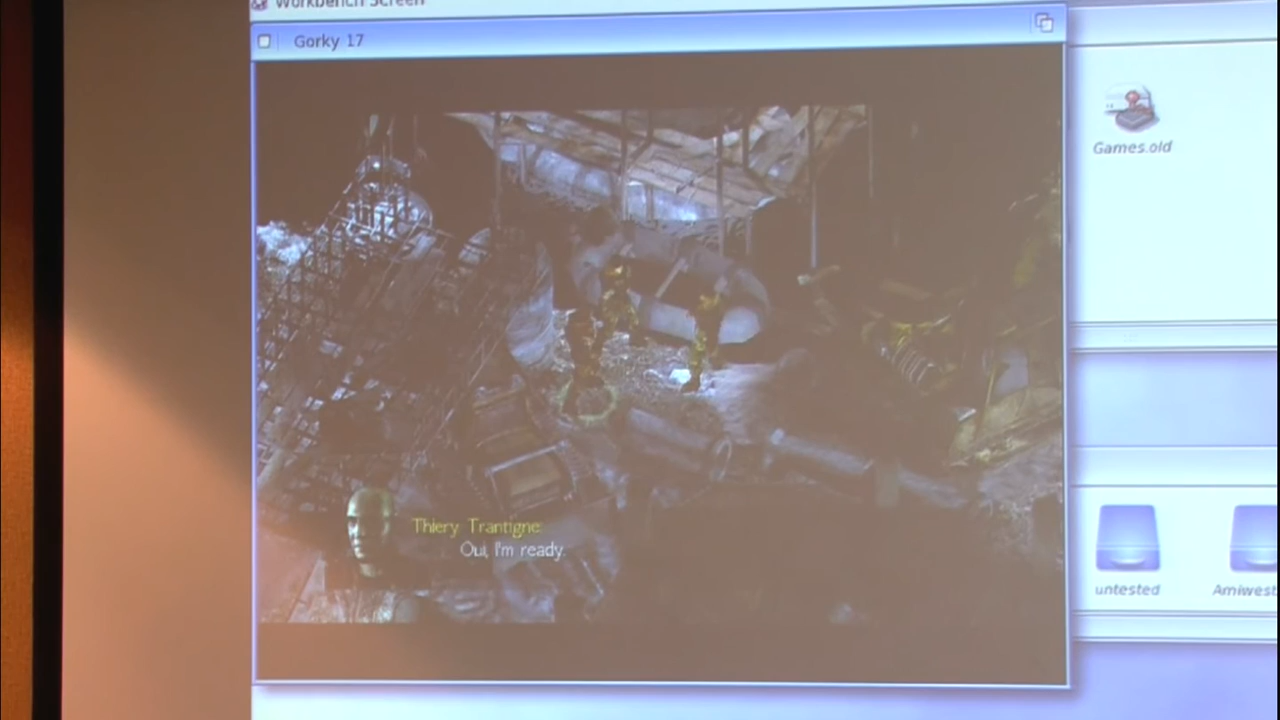 Workbench Screen
Gorky 17
Games.old
Thiery Trantigne:
Oui, I'm ready.
untested
Amiwest